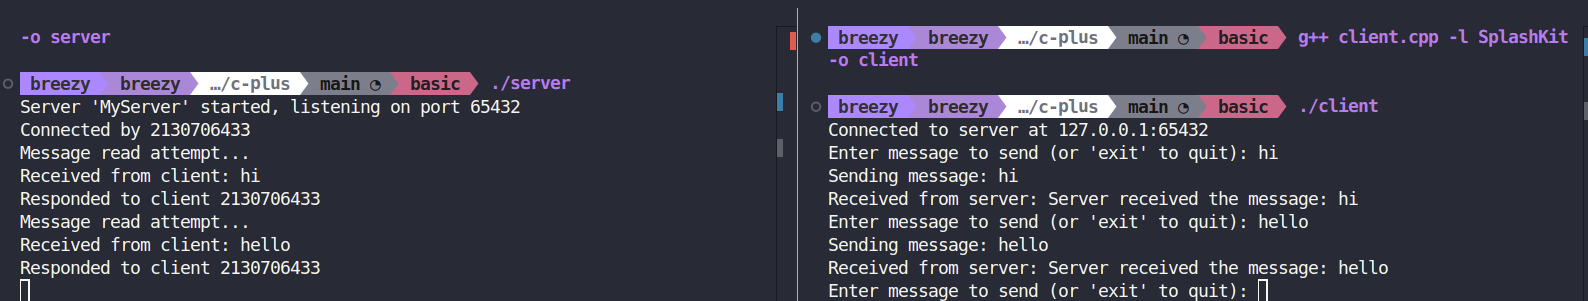 -o server
breezy breezy …/c-plus main basic ./server
Server 'MyServer' started, listening on port 65432
Connected by 2130706433
Message read attempt...
Received from client: hi
Responded to client 2130706433
Message read attempt...
Received from client: hello
Responded to client 2130706433
breezy breezy …/c-plus main basic g++ client.cpp -l SplashKit
-o client
breezy breezy …/c-plus main basic ./client
Connected to server at 127.0.0.1:65432
Enter message to send (or 'exit' to quit): hi
Sending message: hi
Received from server: Server received the message: hi
Enter message to send (or 'exit' to quit): hello
Sending message: hello
Received from server: Server received the message: hello
Enter message to send (or 'exit' to quit):